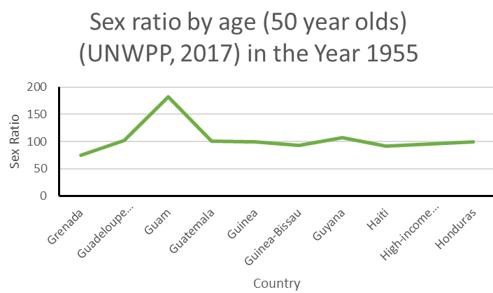 Sex ratio by age (50 year olds)
(UNWPP, 2017) in the Year 1955
200
150
100
50
0
Sex Ratio
Grenada
Guadeloupe...
Guam
Guatemala
Guinea
Guinea-Bissau
Guyana
Haiti
High-income...
Honduras
Country